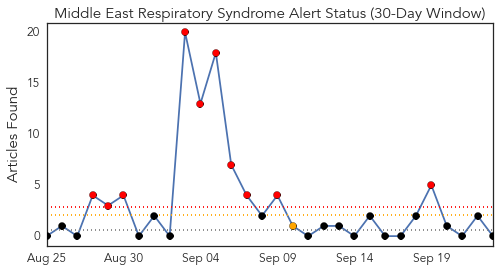 Middle East Respiratory Syndrome Alert Status (30-Day Window)
Articles Found
20
15
10
5
0
Aug 25 Aug 30 Sep 04 Sep 09 Sep 14 Sep 19